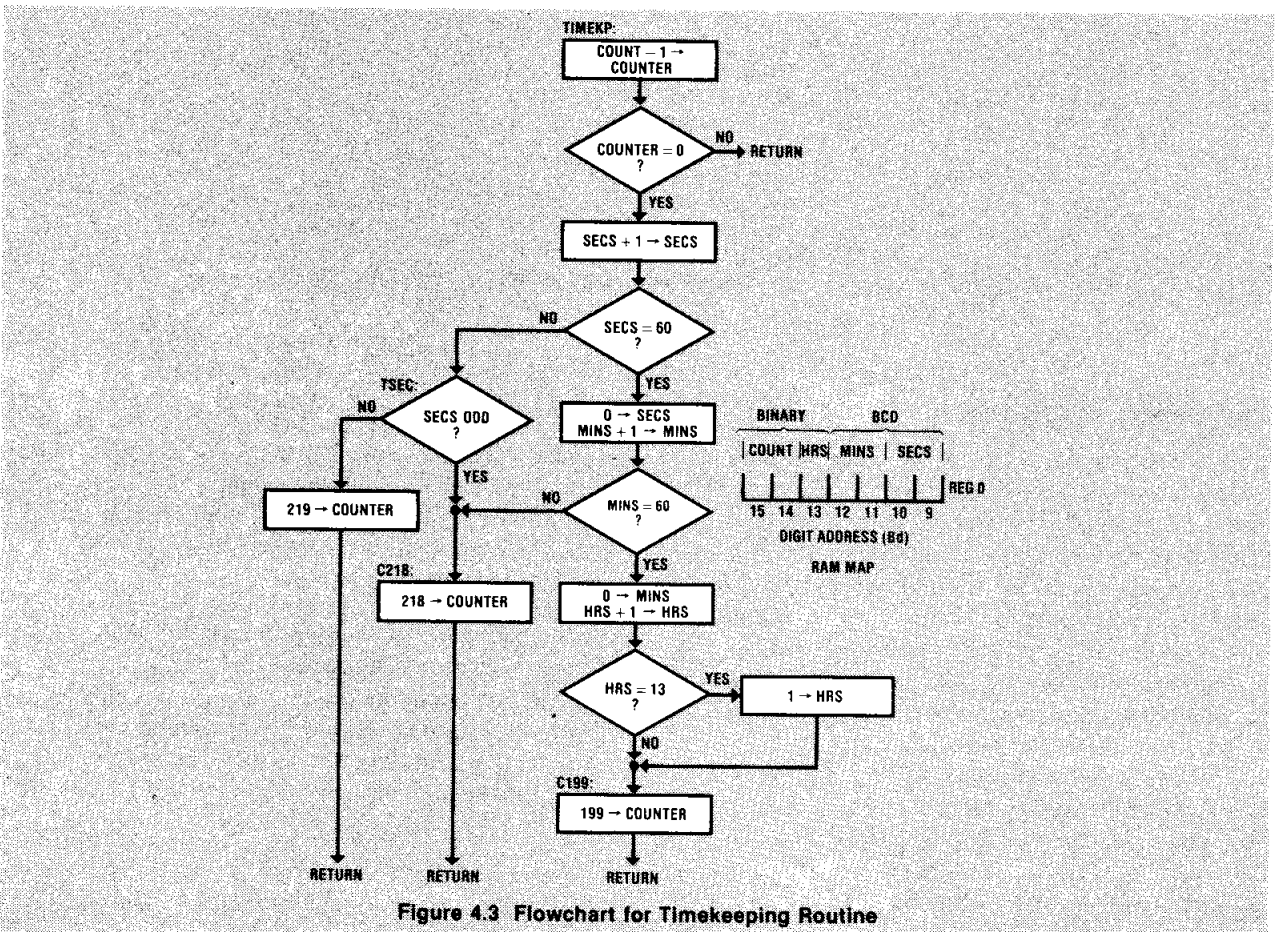 TIMEKP:
COUNT – 1 →
COUNTER
COUNTER = 0
?
NO
RETURN
YES
SECS + 1 → SECS
SECS = 60
?
NO
YES
TSEC:
SECS ODD
?
NO
YES
0 → SECS
MINS + 1 → MINS
219 → COUNTER
MINS = 60
?
NO
YES
C218:
218 → COUNTER
0 → MINS
HRS + 1 → HRS
HRS = 13
?
YES
1 → HRS
NO
C199:
199 → COUNTER
RETURN
RETURN
RETURN
BINARY BCD
COUNT HRS MINS SECS
REG 0
15 14 13 12 11 10 9
DIGIT ADDRESS (Bd)
RAM MAP
Figure 4.3 Flowchart for Timekeeping Routine